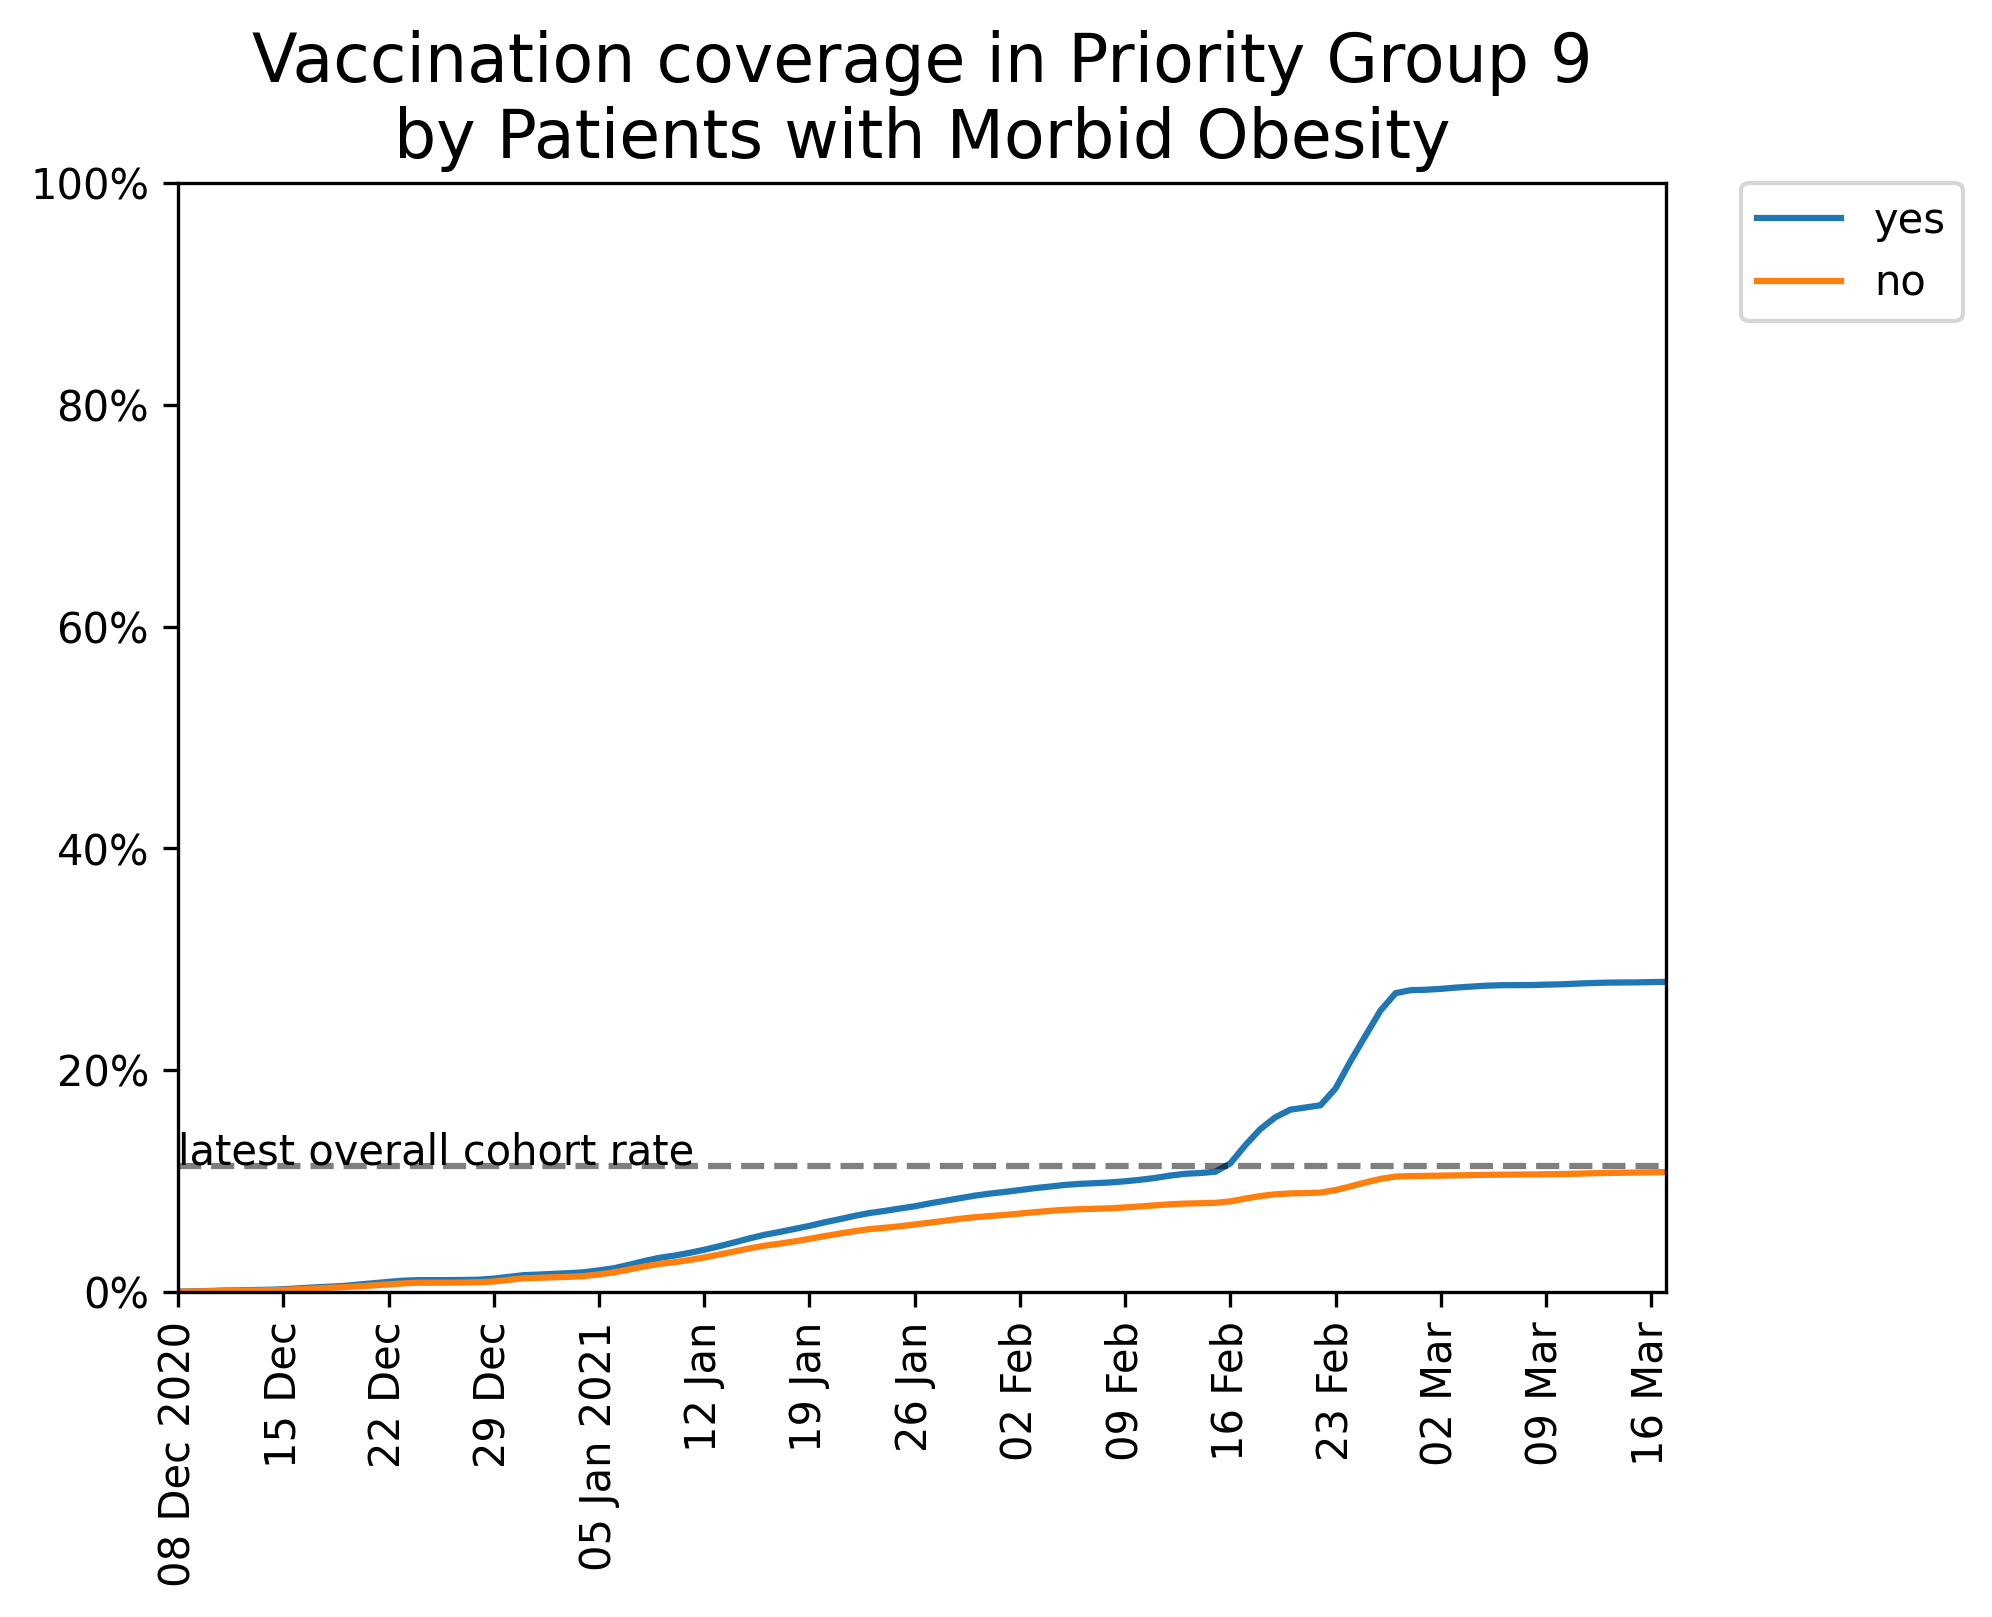 Vaccination coverage in Priority Group 9
by Patients with Morbid Obesity
100%
80%
60%
40%
20%
0%
latest overall cohort rate
yes
no
08 Dec 2020
15 Dec
22 Dec
29 Dec
05 Jan 2021
12 Jan
19 Jan
26 Jan
02 Feb
09 Feb
16 Feb
23 Feb
02 Mar
09 Mar
16 Mar